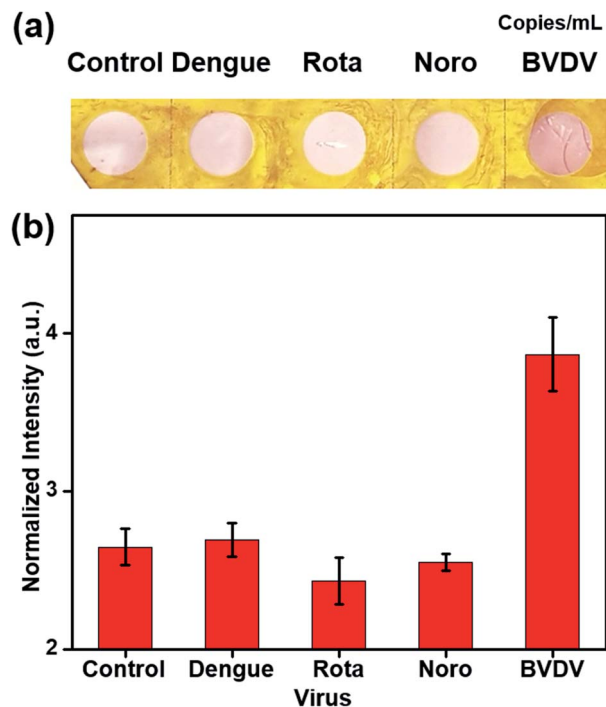 (a)
Copies/mL
Control Dengue Rota Noro BVDV
(b)
Normalized Intensity (a.u.)
4
3
2
Control Dengue Rota Noro BVDV
Virus